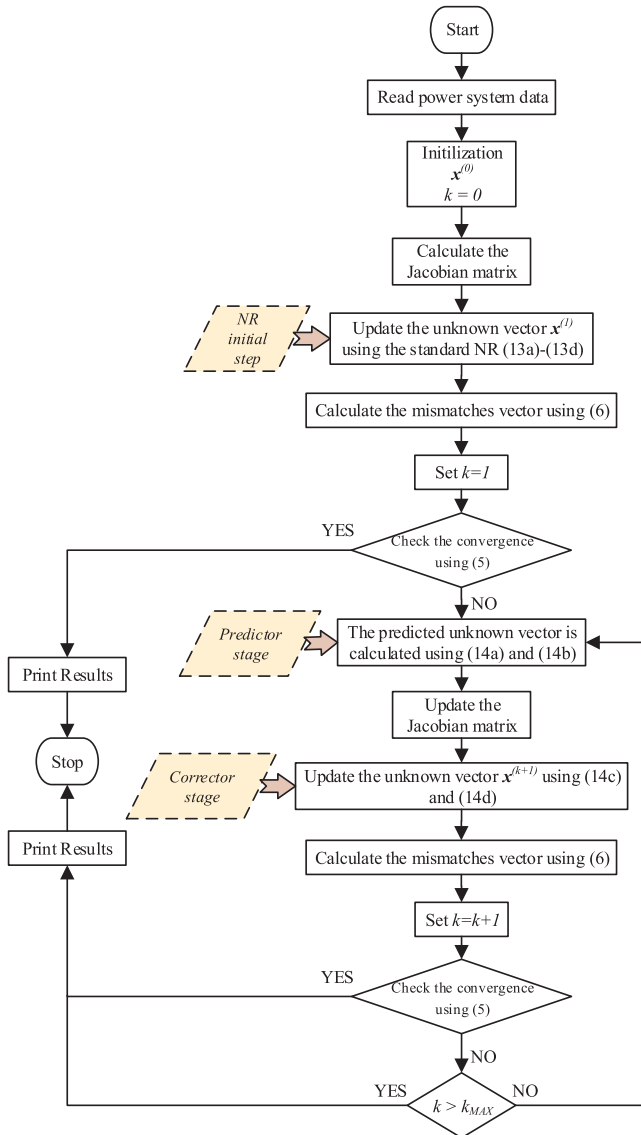 Start
Read power system data
Initilization
x^(0)
k = 0
Calculate the
Jacobian matrix
NR
initial
step
Update the unknown vector x^(1)
using the standard NR (13a)-(13d)
Calculate the mismatches vector using (6)
Set k=1
YES
Check the convergence
using (5)
NO
Predictor
stage
The predicted unknown vector is
calculated using (14a) and (14b)
Print Results
Update the
Jacobian matrix
Stop
Corrector
stage
Update the unknown vector x^(k+1) using (14c)
and (14d)
Print Results
Calculate the mismatches vector using (6)
Set k=k+1
YES
Check the convergence
using (5)
NO
YES
k > kMAX
NO